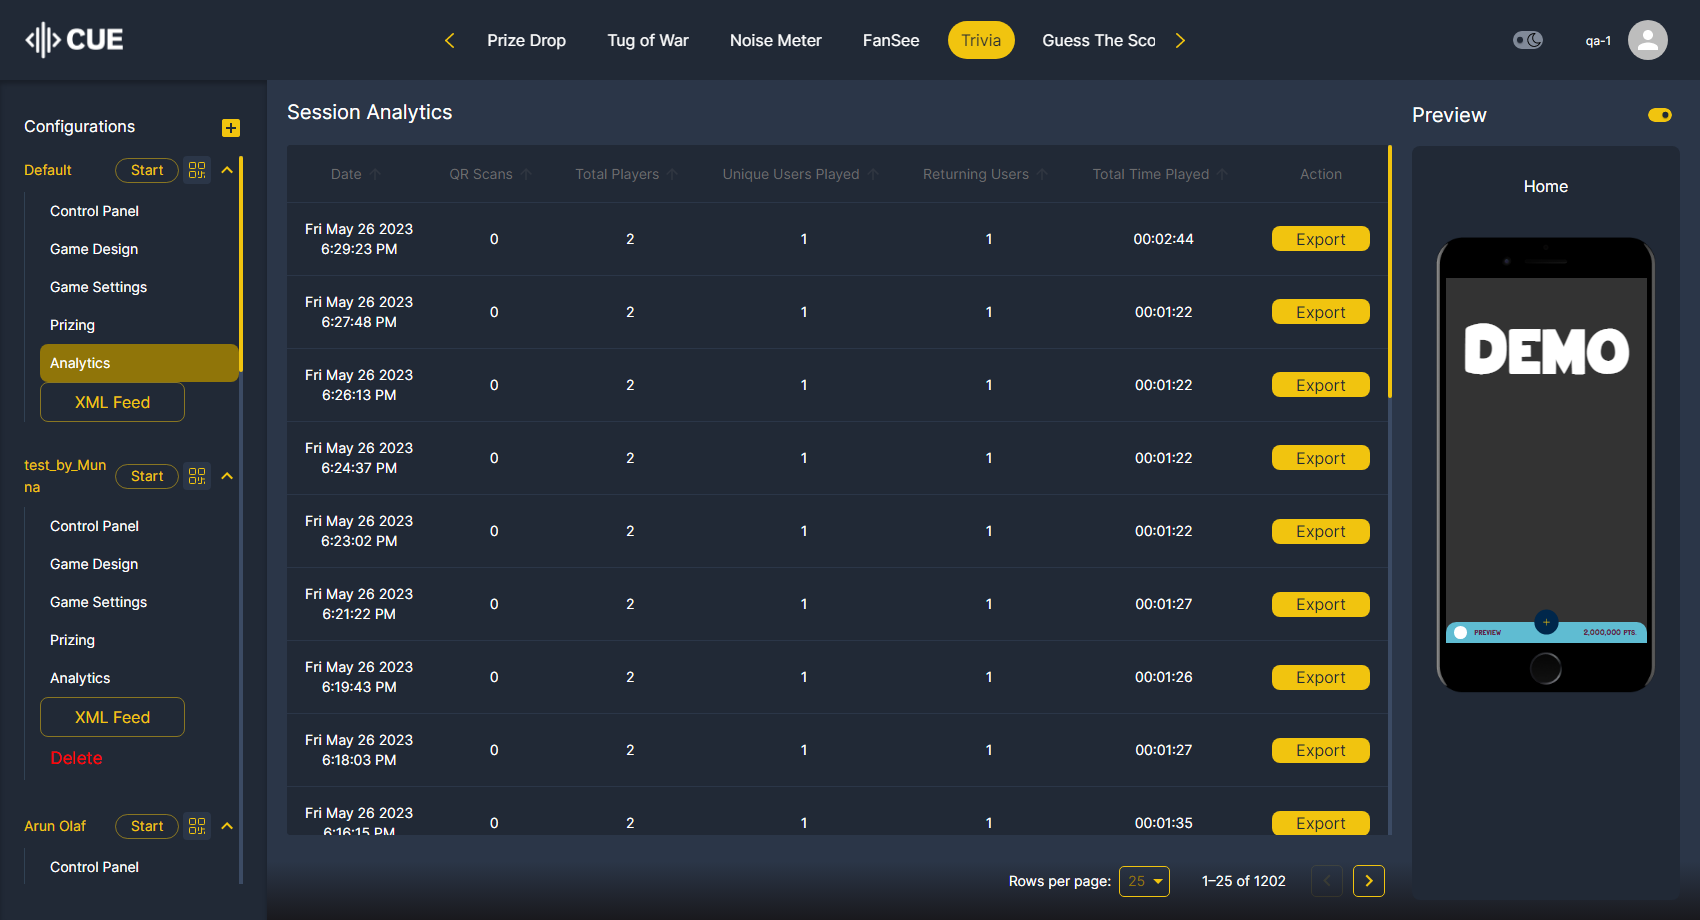 CUE
Prize Drop
Tug of War
Noise Meter
FanSee
Trivia
Guess The Sco
qa-1
Configurations
Default
Start
Control Panel
Game Design
Game Settings
Prizing
Analytics
XML Feed
test_by_Mun
na
Start
Control Panel
Game Design
Game Settings
Prizing
Analytics
XML Feed
Delete
Arun Olaf
Start
Control Panel
Session Analytics
Date QR Scans Total Players Unique Users Played Returning Users Total Time Played Action
Fri May 26 2023
6:29:23 PM
0 2 1 1 00:02:44 Export
Fri May 26 2023
6:27:48 PM
0 2 1 1 00:01:22 Export
Fri May 26 2023
6:26:13 PM
0 2 1 1 00:01:22 Export
Fri May 26 2023
6:24:37 PM
0 2 1 1 00:01:22 Export
Fri May 26 2023
6:23:02 PM
0 2 1 1 00:01:22 Export
Fri May 26 2023
6:21:22 PM
0 2 1 1 00:01:27 Export
Fri May 26 2023
6:19:43 PM
0 2 1 1 00:01:26 Export
Fri May 26 2023
6:18:03 PM
0 2 1 1 00:01:27 Export
Fri May 26 2023
6:16:15 PM
0 2 1 1 00:01:35 Export
Rows per page: 25 1–25 of 1202
Preview
Home
DEMO
PREVIEW
2,000,000 PTS.